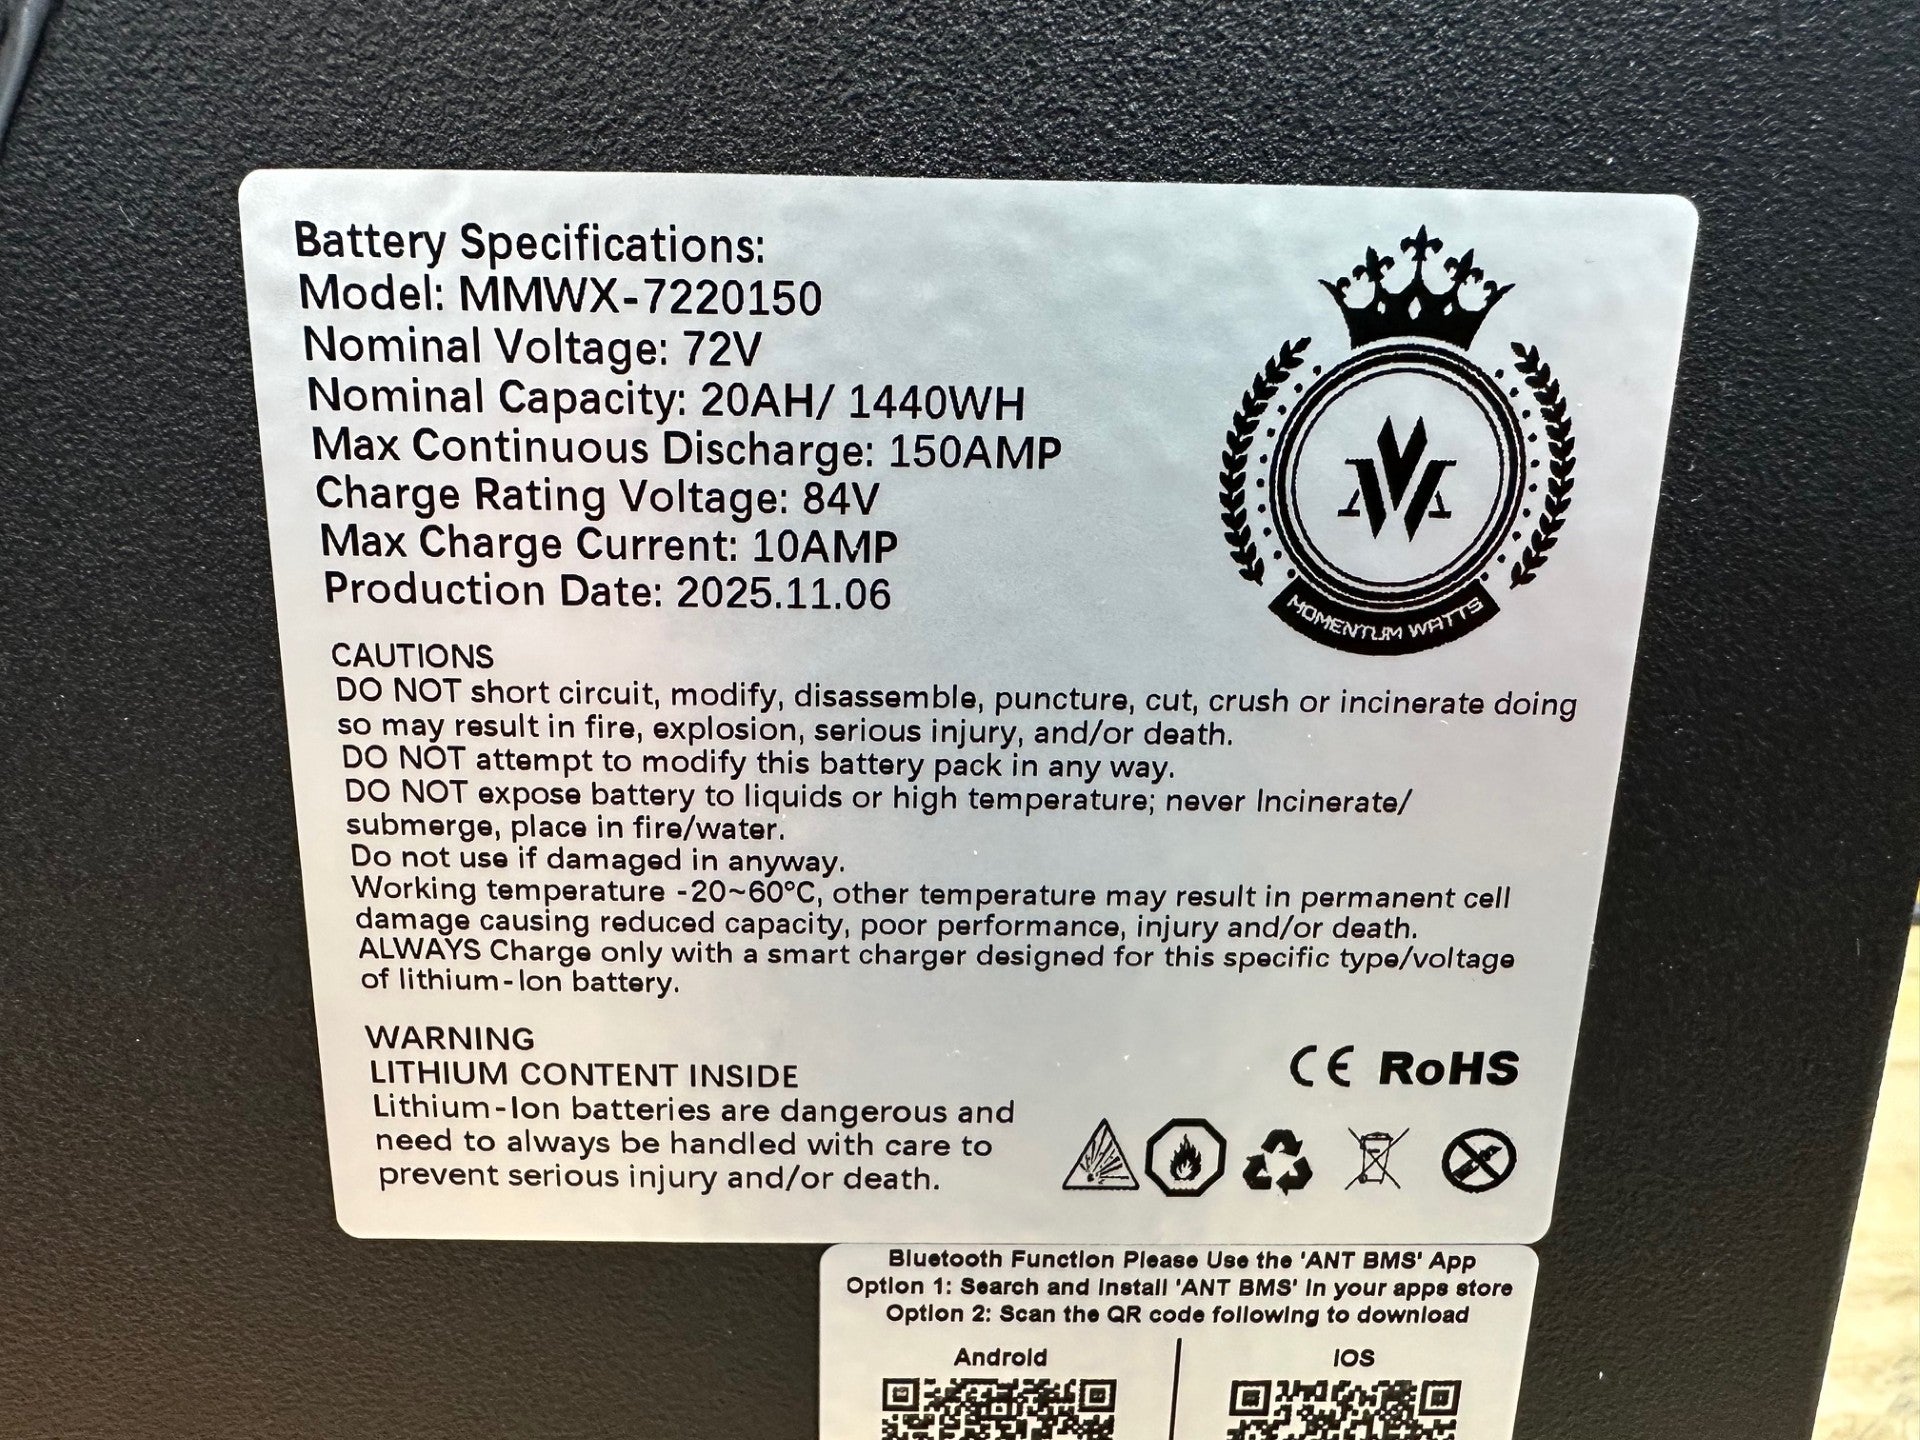 Battery Specifications:
Model: MMWX-7220150
Nominal Voltage: 72V
Nominal Capacity: 20AH/ 1440WH
Max Continuous Discharge: 150AMP
Charge Rating Voltage: 84V
Max Charge Current: 10AMP
Production Date: 2025.11.06
MOMENTUM WATTS
CAUTIONS
DO NOT short circuit, modify, disassemble, puncture, cut, crush or incinerate doing
so may result in fire, explosion, serious injury, and/or death.
DO NOT attempt to modify this battery pack in any way.
DO NOT expose battery to liquids or high temperature; never Incinerate/
submerge, place in fire/water.
Do not use if damaged in anyway.
Working temperature -20~60°C, other temperature may result in permanent cell
damage causing reduced capacity, poor performance, injury and/or death.
ALWAYS Charge only with a smart charger designed for this specific type/voltage
of lithium-Ion battery.
WARNING
LITHIUM CONTENT INSIDE
Lithium-Ion batteries are dangerous and
need to always be handled with care to
prevent serious injury and/or death.
CE RoHS
Bluetooth Function Please Use the 'ANT BMS' App
Option 1: Search and Install 'ANT BMS' In your apps store
Option 2: Scan the QR code following to download
Android
IOS